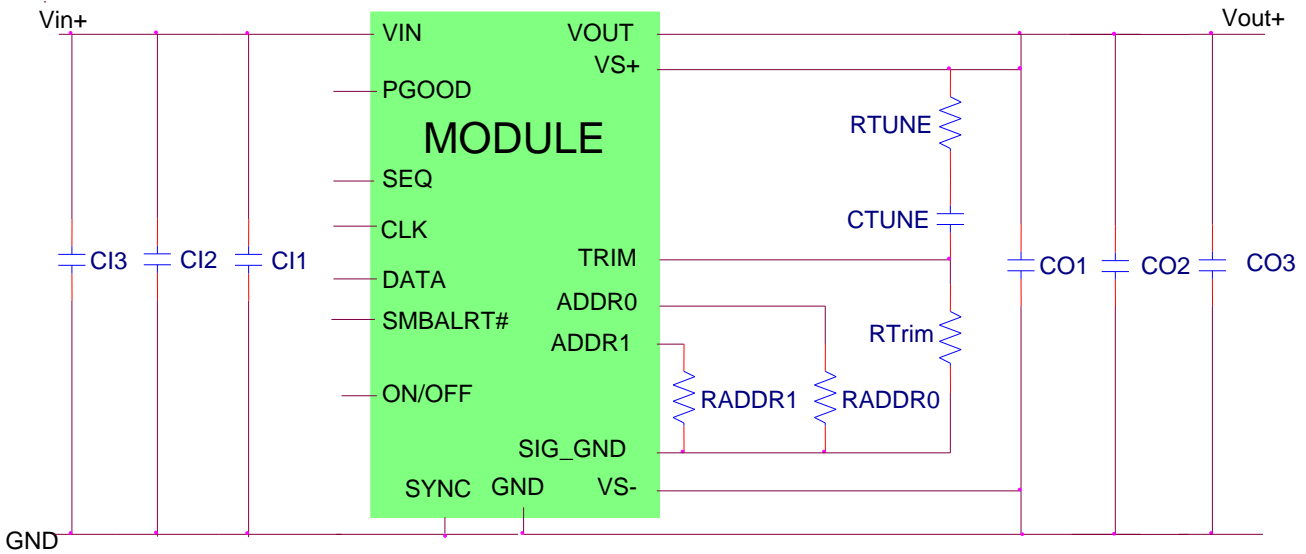 Vin+
Vout+
VIN
VOUT
VS+
PGOOD
MODULE
RTUNE
SEQ
CTUNE
CLK
CI3
CI2
CI1
TRIM
CO1
CO2
CO3
DATA
ADDR0
SMBALRT#
ADDR1
RTrim
ON/OFF
RADDR1
RADDR0
SIG_GND
SYNC
GND
VS-
GND